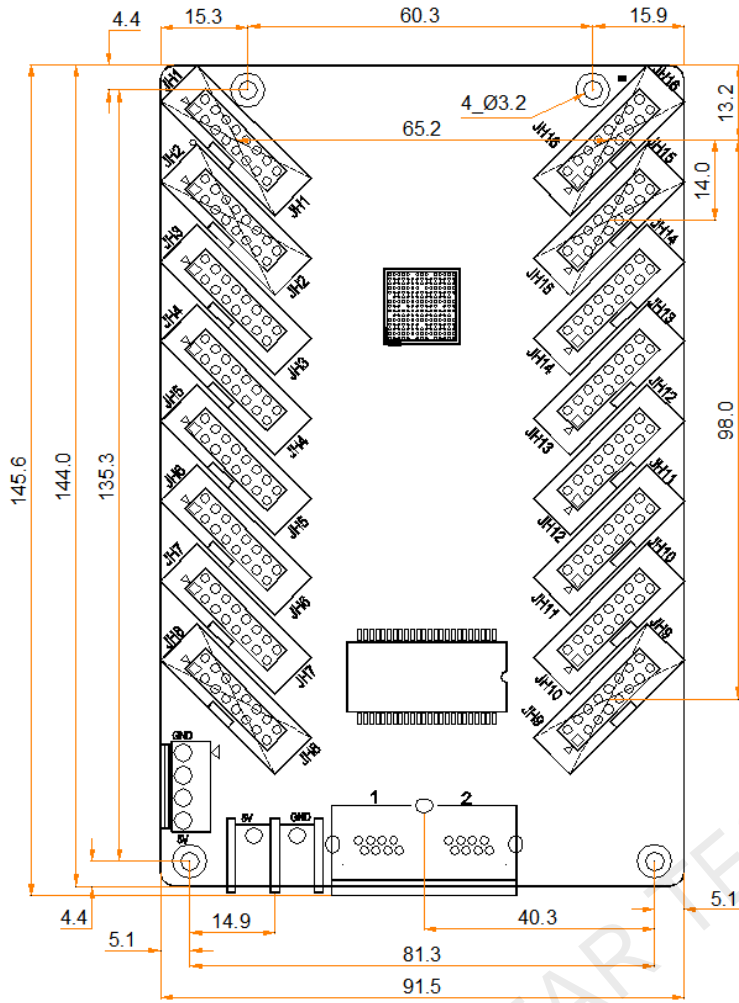 15.3
60.3
15.9
4.4
4_Ø3.2
13.2
65.2
14.0
JH1
JH16
JH16
JH2
JH15
JH1
JH3
JH14
JH2
JH15
JH4
JH13
JH3
JH14
JH5
JH12
JH4
JH13
98.0
145.6
144.0
135.3
JH6
JH11
JH5
JH12
JH7
JH10
JH6
JH11
JH8
JH9
JH7
JH10
JH8
JH9
GND
5V
1
2
5V
GND
4.4
5.1
14.9
40.3
5.1
81.3
91.5
AR TE